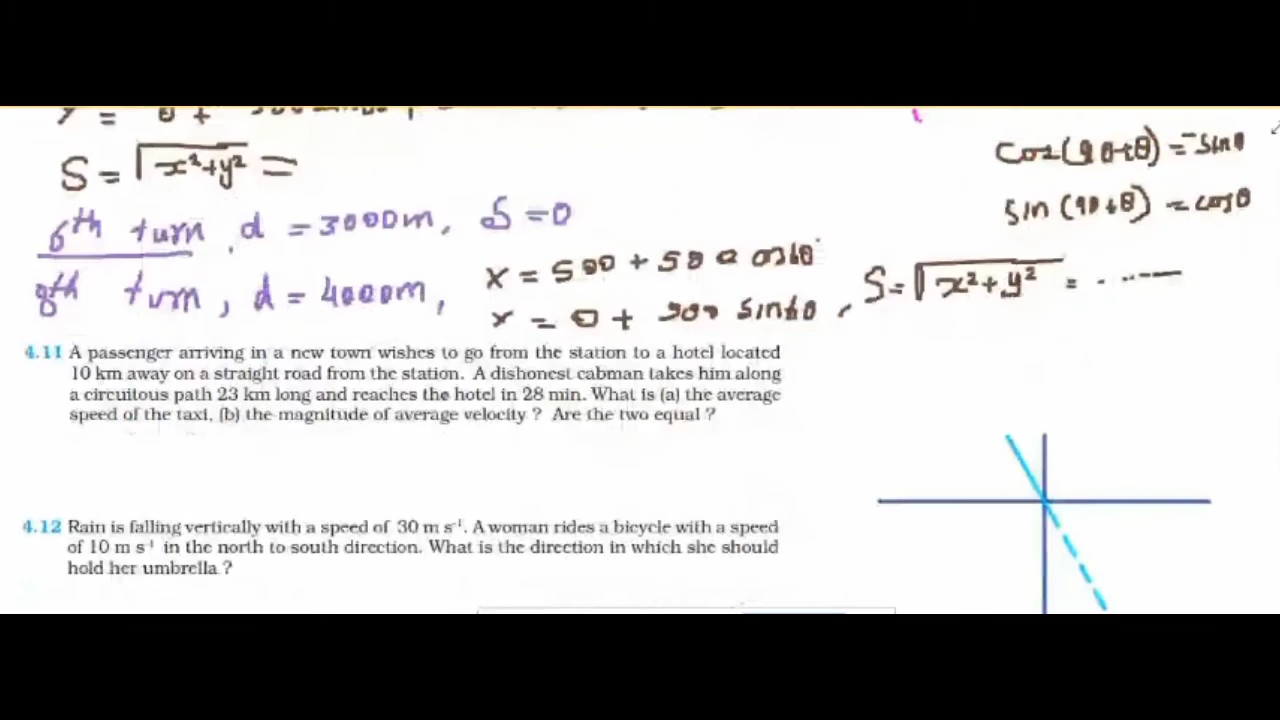 S = √x²+y² =
cos(90+θ) = -sinθ
sin(90+θ) = cosθ
6th turn, d = 3000m, S = 0
8th turn, d = 4000m,
x = 500 + 500 cos60
x = 0 + 500 sin60,
S = √x²+y² = . ..---
4.11 A passenger arriving in a new town wishes to go from the station to a hotel located
10 km away on a straight road from the station. A dishonest cabman takes him along
a circuitous path 23 km long and reaches the hotel in 28 min. What is (a) the average
speed of the taxi, (b) the magnitude of average velocity ? Are the two equal ?
4.12 Rain is falling vertically with a speed of 30 m s⁻¹. A woman rides a bicycle with a speed
of 10 m s⁻¹ in the north to south direction. What is the direction in which she should
hold her umbrella ?